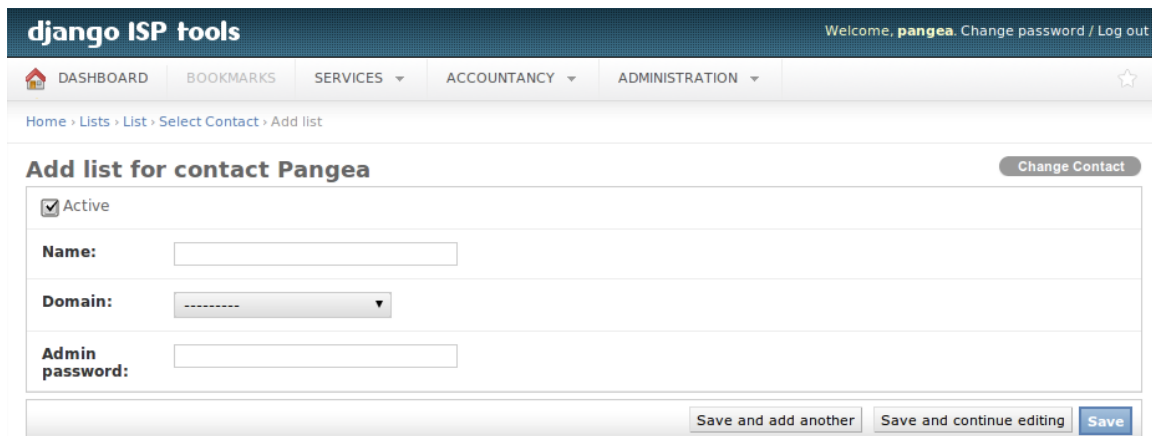 django ISP tools
Welcome, pangea. Change password / Log out
DASHBOARD BOOKMARKS SERVICES ACCOUNTANCY ADMINISTRATION
Home › Lists › List › Select Contact › Add list
Add list for contact Pangea
Change Contact
Active
Name:
Domain: ---------
Admin
password:
Save and add another Save and continue editing Save